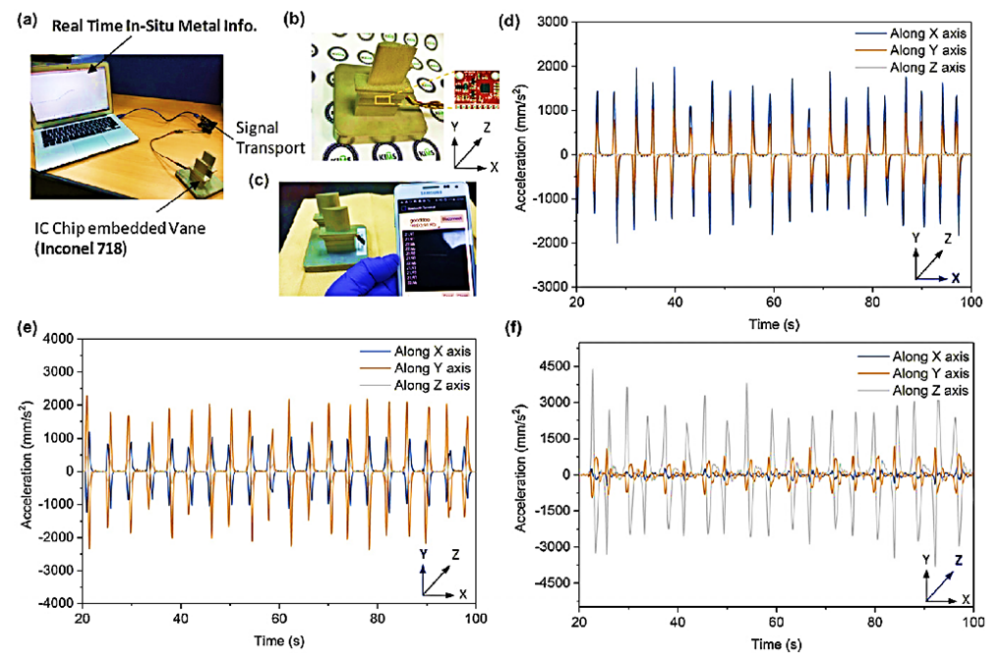 (a)
Real Time In-Situ Metal Info.
Signal
Transport
IC Chip embedded Vane
(Inconel 718)
(b)
Y
Z
X
(c)
SAMSUNG
(d)
3000
2000
1000
0
-1000
-2000
-3000
Acceleration (mm/s²)
Along X axis
Along Y axis
Along Z axis
Y
Z
X
20
40
60
80
100
Time (s)
(e)
4000
3000
2000
1000
0
-1000
-2000
-3000
-4000
Acceleration (mm/s²)
Along X axis
Along Y axis
Along Z axis
Y
Z
X
20
40
60
80
100
Time (s)
(f)
4500
3000
1500
0
-1500
-3000
-4500
Acceleration (mm/s²)
Along X axis
Along Y axis
Along Z axis
Y
Z
X
20
40
60
80
100
Time (s)